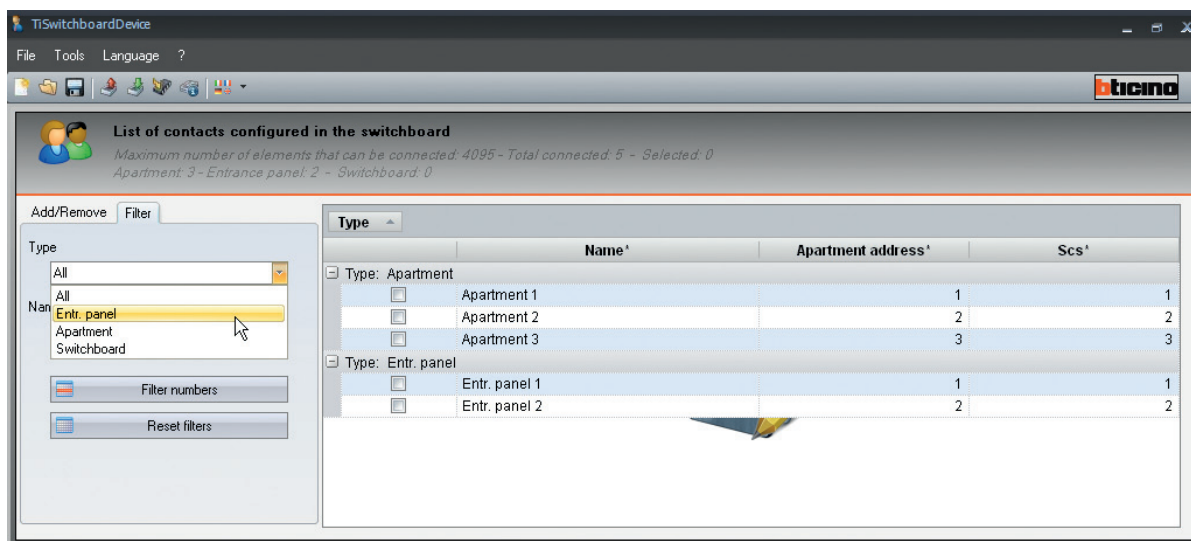 TiSwitchboardDevice
File Tools Language ?
bticino
List of contacts configured in the switchboard
Maximum number of elements that can be connected: 4095 - Total connected: 5 - Selected: 0
Apartment: 3 - Entrance panel: 2 - Switchboard: 0
Add/Remove Filter
Type
All
All
Nam
Entr. panel
Apartment
Switchboard
Filter numbers
Reset filters
Type
Name* Apartment address* Scs*
Type: Apartment
Apartment 1 1 1
Apartment 2 2 2
Apartment 3 3 3
Type: Entr. panel
Entr. panel 1 1 1
Entr. panel 2 2 2